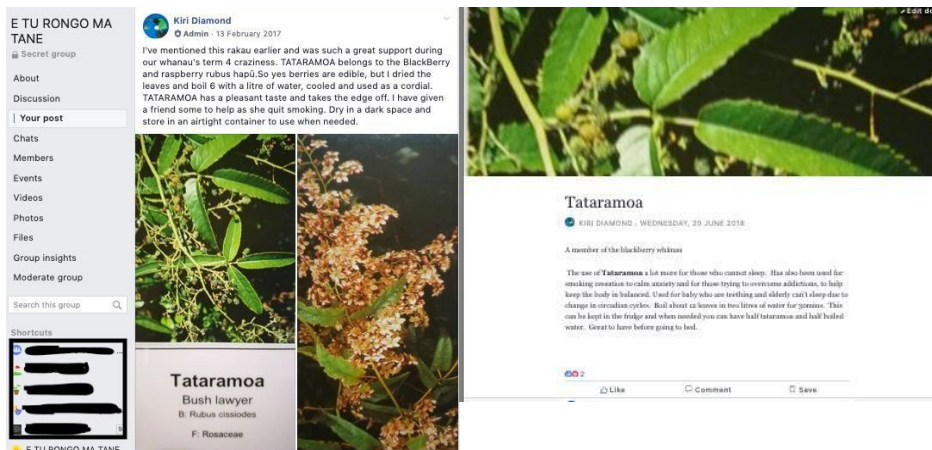 E TU RONGO MA
TANE
Secret group
About
Discussion
Your post
Chats
Members
Events
Videos
Photos
Files
Group insights
Moderate group
Search this group
Shortcuts
E TU RONGO MA TANE
Kiri Diamond
Admin · 13 February 2017
I've mentioned this rakau earlier and was such a great support during
our whanau's term 4 craziness. TATARAMOA belongs to the BlackBerry
and raspberry rubus hapū.So yes berries are edible, but I dried the
leaves and boil 6 with a litre of water, cooled and used as a cordial.
TATARAMOA has a pleasant taste and takes the edge off. I have given
a friend some to help as she quit smoking. Dry in a dark space and
store in an airtight container to use when needed.
Tataramoa
Bush lawyer
B: Rubus cissiodes
F: Rosaceae
Tataramoa
KIRI DIAMOND · WEDNESDAY, 20 JUNE 2018
A member of the blackberry whānau
The use of Tataramoa a lot more for those who cannot sleep. Has also been used for
smoking cessation to calm anxiety and for those trying to overcome addictions, to help
keep the body in balanced. Used for baby who are teething and elderly can't sleep due to
change in circadian cycles. Boil about 12 leaves in two litres of water for 30mins. This
can be kept in the fridge and when needed you can have half tataramoa and half boiled
water. Great to have before going to bed.
2
Like
Comment
Save